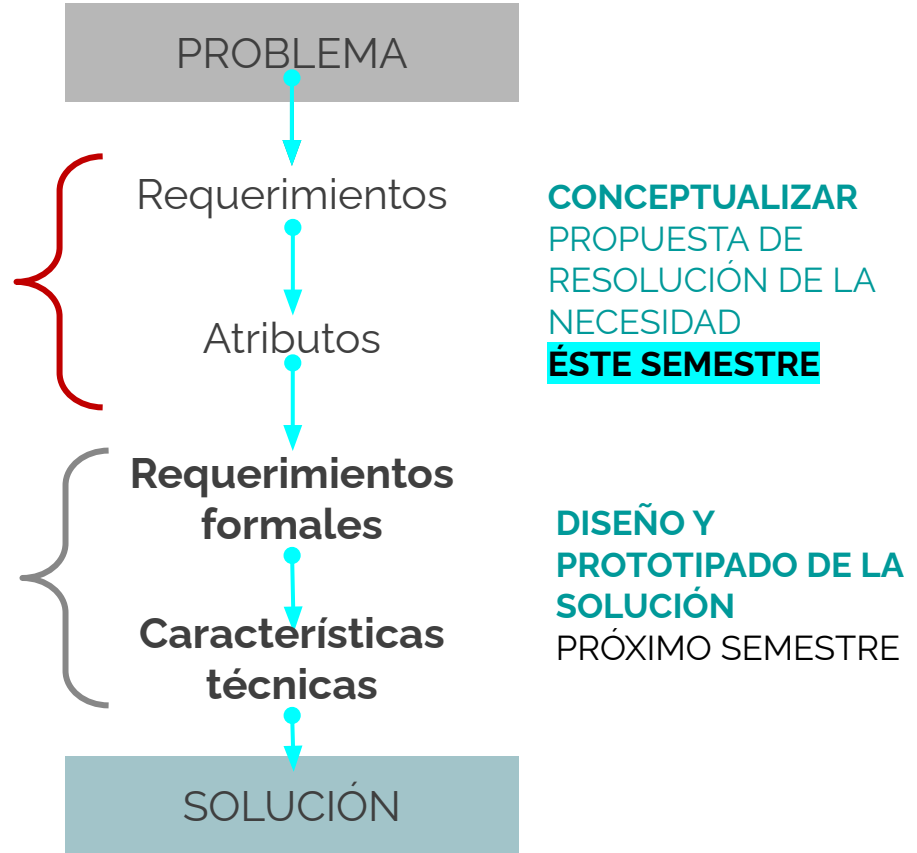 PROBLEMA
Requerimientos
Atributos
CONCEPTUALIZAR
PROPUESTA DE
RESOLUCIÓN DE LA
NECESIDAD
ÉSTE SEMESTRE
Requerimientos
formales
Características
técnicas
DISEÑO Y
PROTOTIPADO DE LA
SOLUCIÓN
PRÓXIMO SEMESTRE
SOLUCIÓN